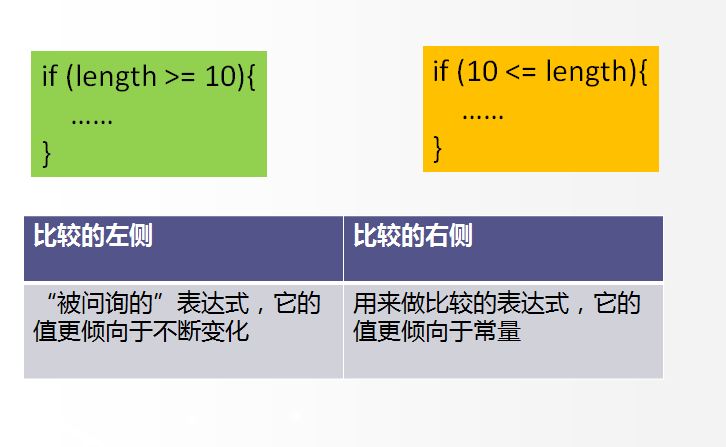 if (length >= 10){
……
}
if (10 <= length){
……
}
比较的左侧
比较的右侧
“被问询的”表达式，它的
值更倾向于不断变化
用来做比较的表达式，它的
值更倾向于常量